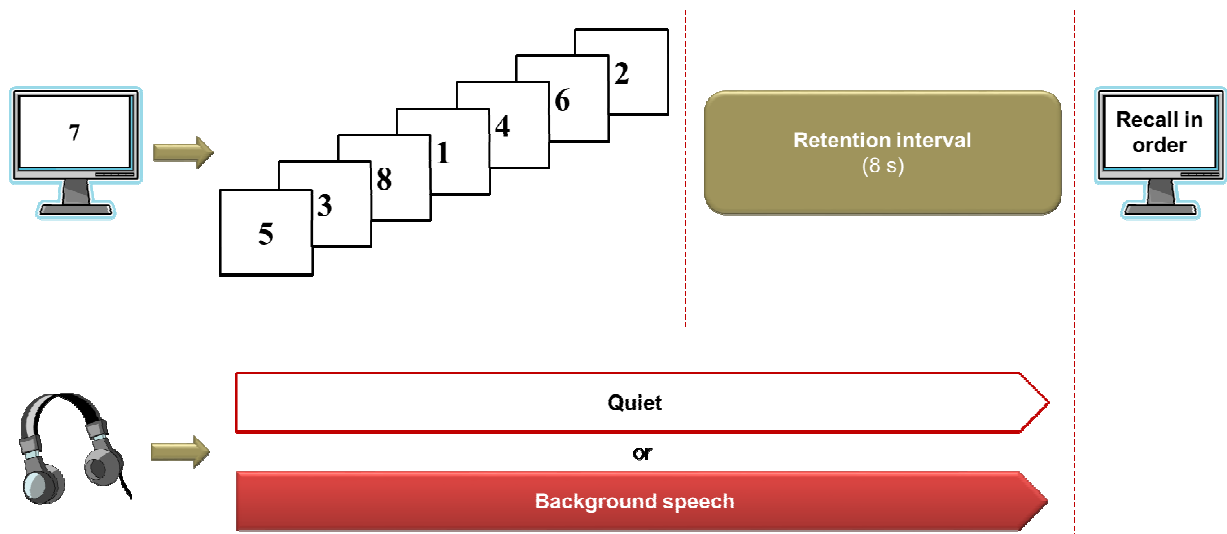 7
5
3
8
1
4
6
2
Retention interval
(8 s)
Recall in
order
Quiet
or
Background speech